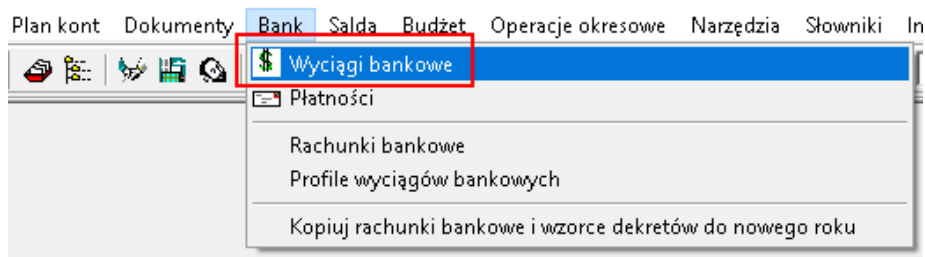 Plan kont Dokumenty Bank Salda Budżet Operacje okresowe Narzędzia Słowniki In
$ Wyciągi bankowe
Płatności
Rachunki bankowe
Profile wyciągów bankowych
Kopiuj rachunki bankowe i wzorce dekretów do nowego roku